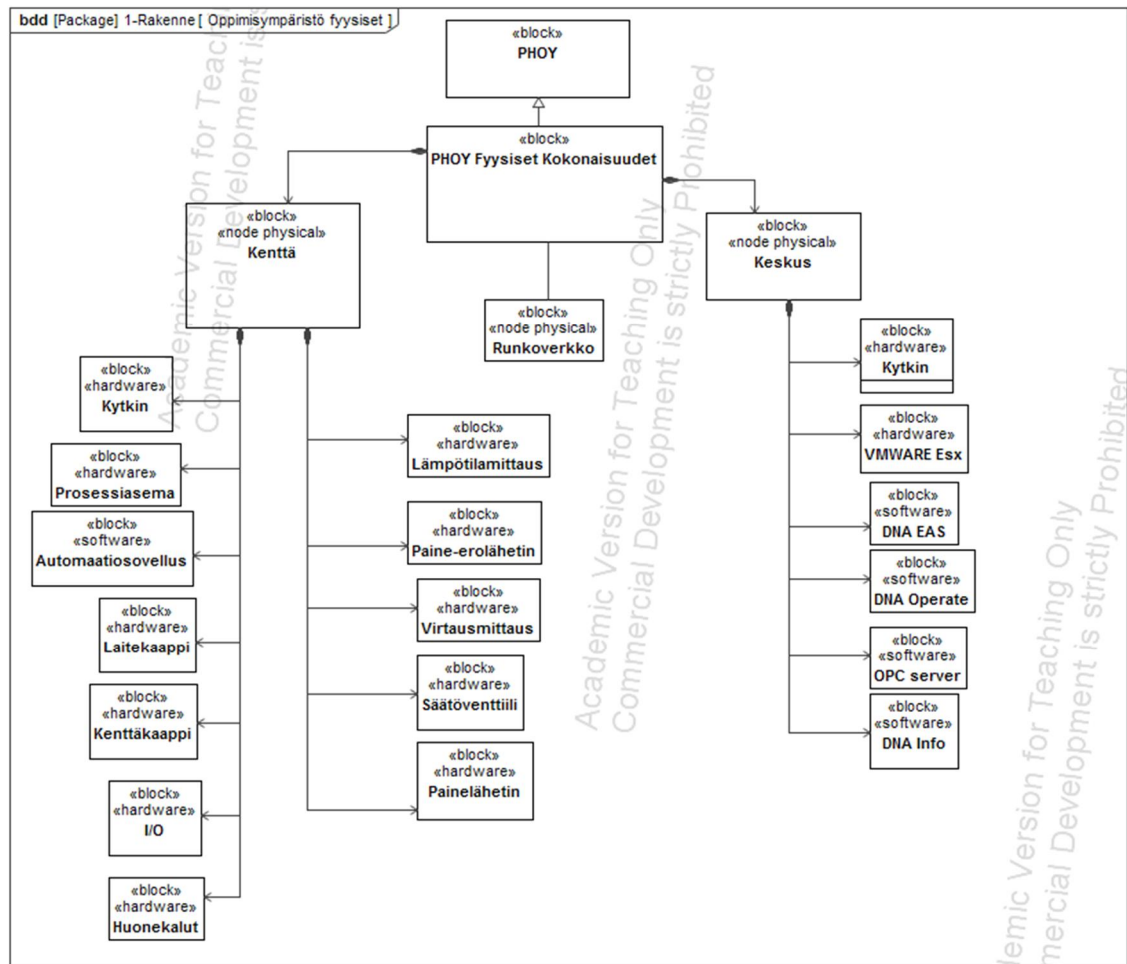 bdd [Package] 1-Rakenne [ Oppimisympäristö fyysiset ]
«block»
PHOY
«block»
PHOY Fyysiset Kokonaisuudet
«block»
«node physical»
Kenttä
«block»
«node physical»
Keskus
«block»
«node physical»
Runkoverkko
«block»
«hardware»
Kytkin
«block»
«hardware»
Prosessiasema
«block»
«software»
Automaatiosovellus
«block»
«hardware»
Laitekaappi
«block»
«hardware»
Kenttäkaappi
«block»
«hardware»
I/O
«block»
«hardware»
Huonekalut
«block»
«hardware»
Lämpötilamittaus
«block»
«hardware»
Paine-erolähetin
«block»
«hardware»
Virtausmittaus
«block»
«hardware»
Säätöventtiili
«block»
«hardware»
Painelähetin
«block»
«hardware»
Kytkin
«block»
«hardware»
VMWARE Esx
«block»
«software»
DNA EAS
«block»
«software»
DNA Operate
«block»
«software»
OPC server
«block»
«software»
DNA Info
Academic Version for Teaching
Commercial Development is s
Academic Version for Teaching Only
Commercial Development is strictly Prohibited
demic Version for Teaching Only
mercial Development is strictly Prohibited